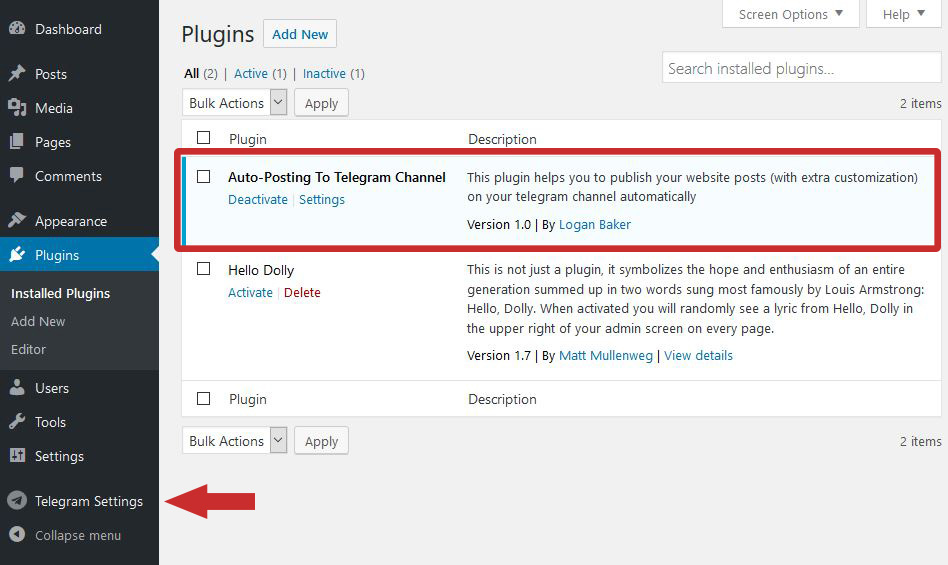 Dashboard
Posts
Media
Pages
Comments
Appearance
Plugins
Installed Plugins
Add New
Editor
Users
Tools
Settings
Telegram Settings
Collapse menu
Screen Options
Help
Plugins
Add New
All (2) | Active (1) | Inactive (1)
Search installed plugins...
Bulk Actions
Apply
2 items
Plugin
Description
Auto-Posting To Telegram Channel
Deactivate | Settings
This plugin helps you to publish your website posts (with extra customization)
on your telegram channel automatically
Version 1.0 | By Logan Baker
Hello Dolly
Activate | Delete
This is not just a plugin, it symbolizes the hope and enthusiasm of an entire
generation summed up in two words sung most famously by Louis Armstrong:
Hello, Dolly. When activated you will randomly see a lyric from Hello, Dolly in
the upper right of your admin screen on every page.
Version 1.7 | By Matt Mullenweg | View details
Plugin
Description
Bulk Actions
Apply
2 items